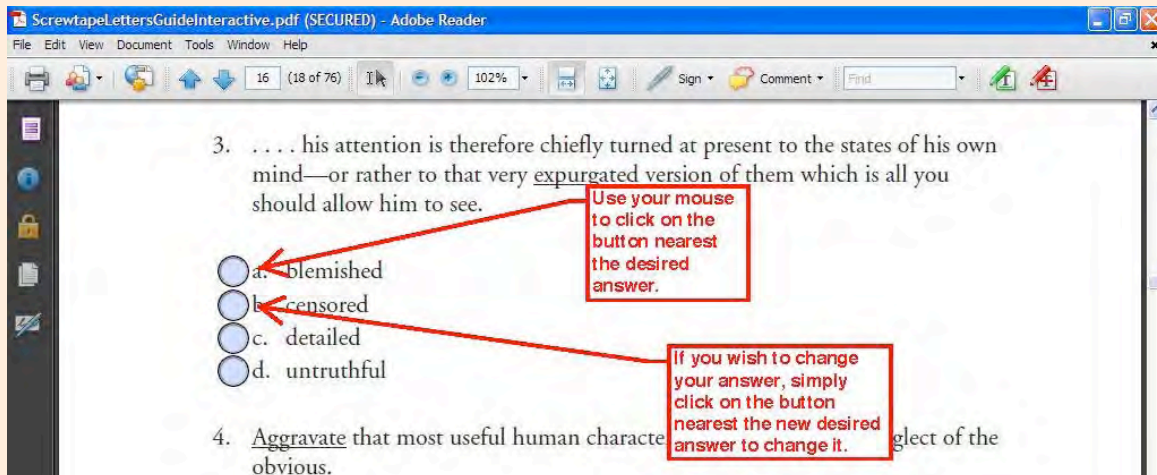 ScrewtapeLettersGuideInteractive.pdf (SECURED) - Adobe Reader
File Edit View Document Tools Window Help
16 (18 of 76) 102% Sign Comment Find
3. . . . . his attention is therefore chiefly turned at present to the states of his own
mind—or rather to that very expurgated version of them which is all you
should allow him to see.
Use your mouse
to click on the
button nearest
the desired
answer.
a. blemished
b. censored
c. detailed
d. untruthful
If you wish to change
your answer, simply
click on the button
nearest the new desired
answer to change it.
4. Aggravate that most useful human characte glect of the
obvious.